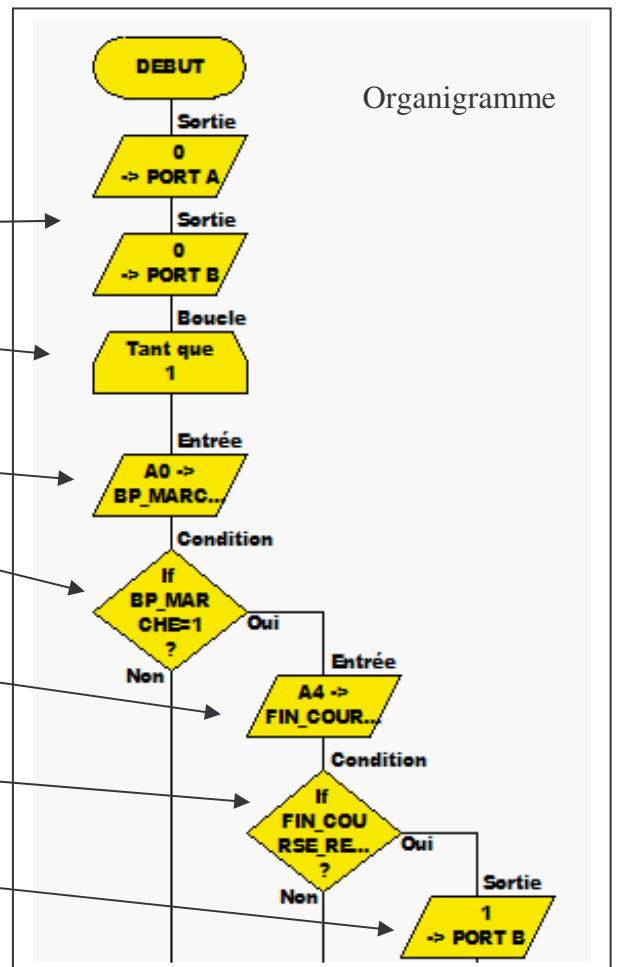 DEBUT
Organigramme
Sortie
0
-> PORT A
Sortie
0
-> PORT B
Boucle
Tant que
1
Entrée
A0 ->
BP_MARC...
Condition
If
BP_MAR
CHE=1
?
Oui
Non
Entrée
A4 ->
FIN_COUR...
Condition
If
FIN_COU
RSE_RE...
?
Oui
Non
Sortie
1
-> PORT B